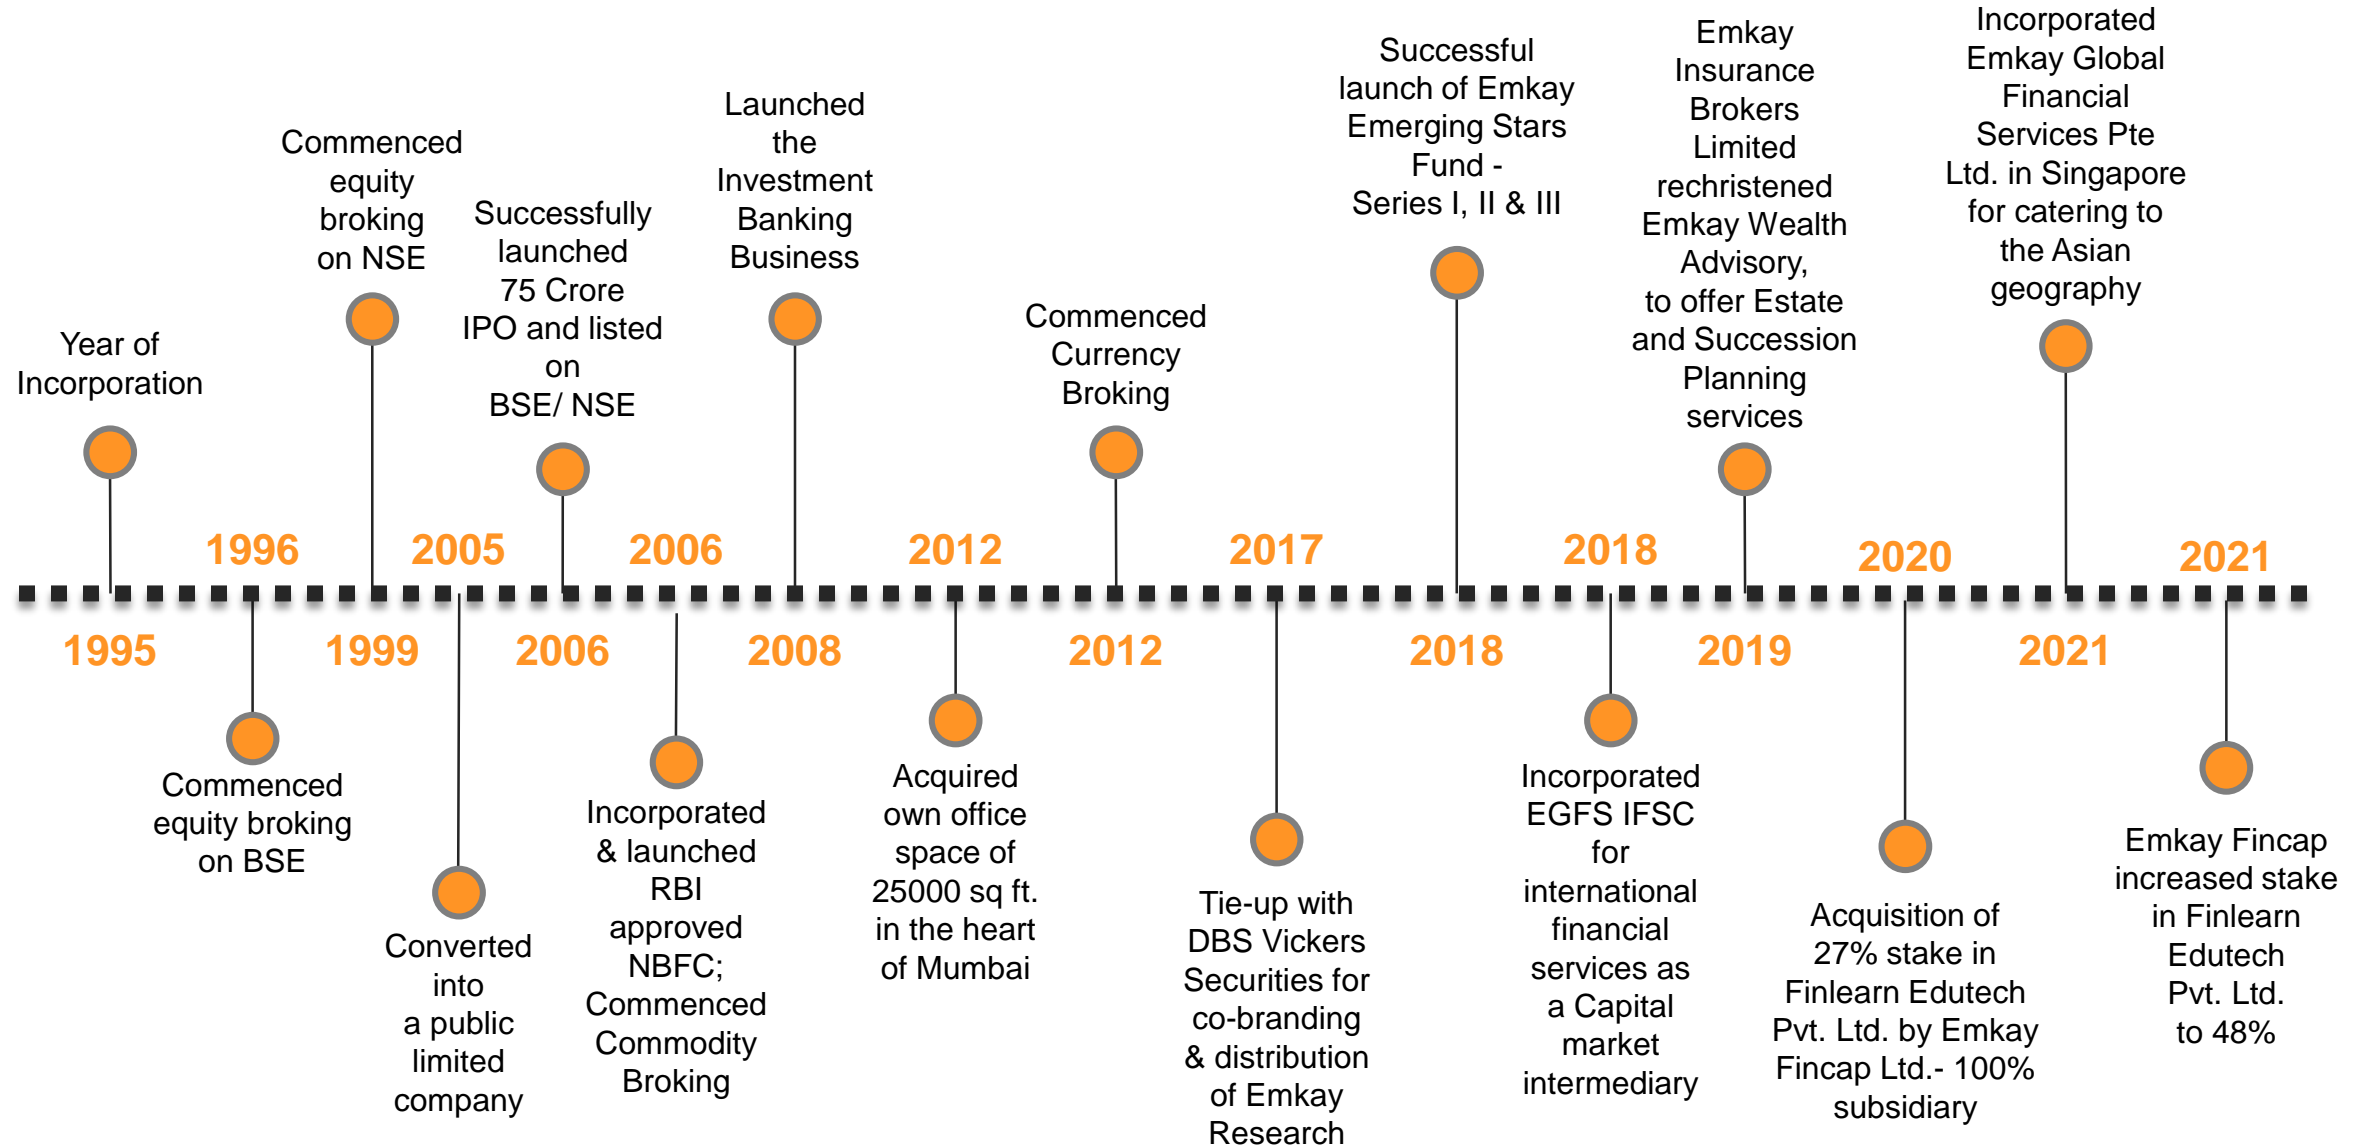 Year of
Incorporation
1995
1996
Commenced
equity broking
on BSE
Commenced
equity
broking
on NSE
1999
2005
Converted
into
a public
limited
company
Successfully
launched
75 Crore
IPO and listed
on
BSE/ NSE
2006
2006
Incorporated
& launched
RBI
approved
NBFC;
Commenced
Commodity
Broking
Launched
the
Investment
Banking
Business
2008
2012
Acquired
own office
space of
25000 sq ft.
in the heart
of Mumbai
Commenced
Currency
Broking
2012
2017
Tie-up with
DBS Vickers
Securities for
co-branding
& distribution
of Emkay
Research
Successful
launch of Emkay
Emerging Stars
Fund -
Series I, II & III
2018
2018
Incorporated
EGFS IFSC
for
international
financial
services as
a Capital
market
intermediary
Emkay
Insurance
Brokers
Limited
rechristened
Emkay Wealth
Advisory,
to offer Estate
and Succession
Planning
services
2019
2020
Acquisition of
27% stake in
Finlearn Edutech
Pvt. Ltd. by Emkay
Fincap Ltd.- 100%
subsidiary
Incorporated
Emkay Global
Financial
Services Pte
Ltd. in Singapore
for catering to
the Asian
geography
2021
2021
Emkay Fincap
increased stake
in Finlearn
Edutech
Pvt. Ltd.
to 48%